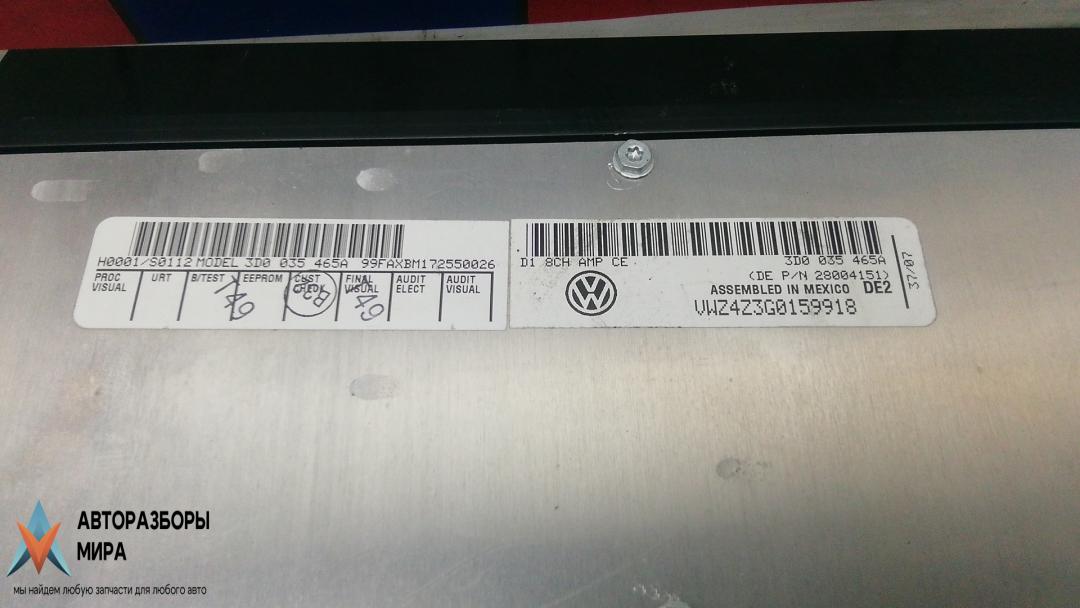 H0001/S0112 MODEL 3D0 035 465A 99FAXBM172550026
PROC VISUAL
URT
B/TEST
EEPROM
CUST CHECK
FINAL VISUAL
AUDIT ELECT
AUDIT VISUAL
D1 8CH AMP CE
3D0 035 465A
(DE P/N 28004151)
ASSEMBLED IN MEXICO DE2
VWZ4Z3G0159918
37/07
АВТОРАЗБОРЫ
МИРА
мы найдем любую запчасти для любого авто